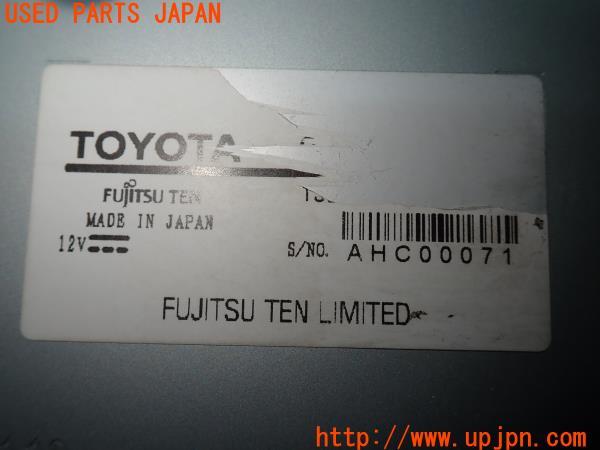 USED PARTS JAPAN
TOYOTA
FUJITSU TEN
MADE IN JAPAN
12V
S/NO. AHC00071
FUJITSU TEN LIMITED
URL: http://www.upjpn.com